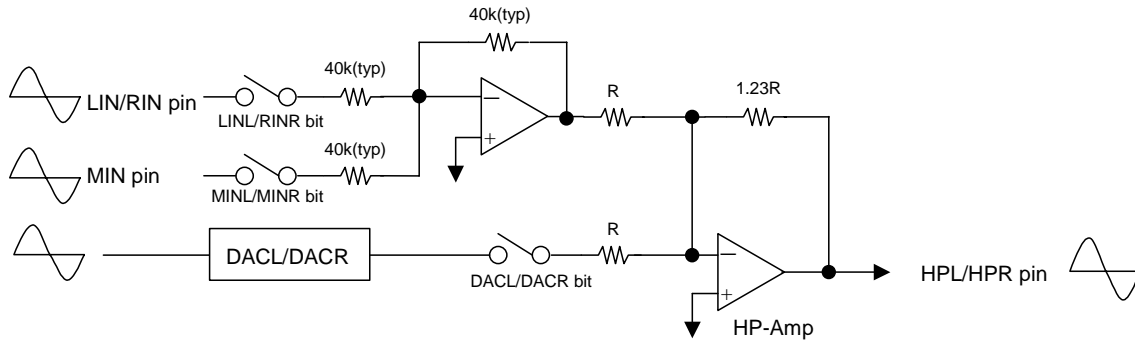 40k(typ)
40k(typ)
LIN/RIN pin
LINL/RINR bit
−
+
R
1.23R
40k(typ)
MIN pin
MINL/MINR bit
DACL/DACR
DACL/DACR bit
R
−
+
HPL/HPR pin
HP-Amp